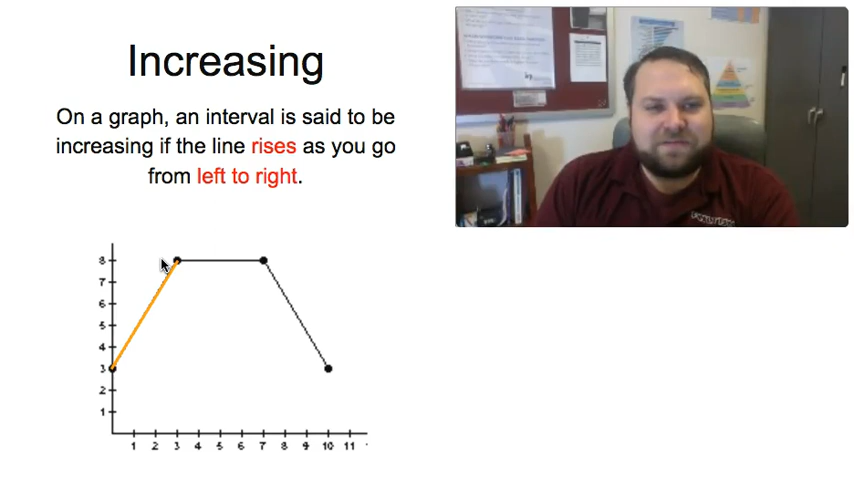 Increasing
On a graph, an interval is said to be
increasing if the line rises as you go
from left to right.
8
7
6
5
4
3
2
1
1 2 3 4 5 6 7 8 9 10 11